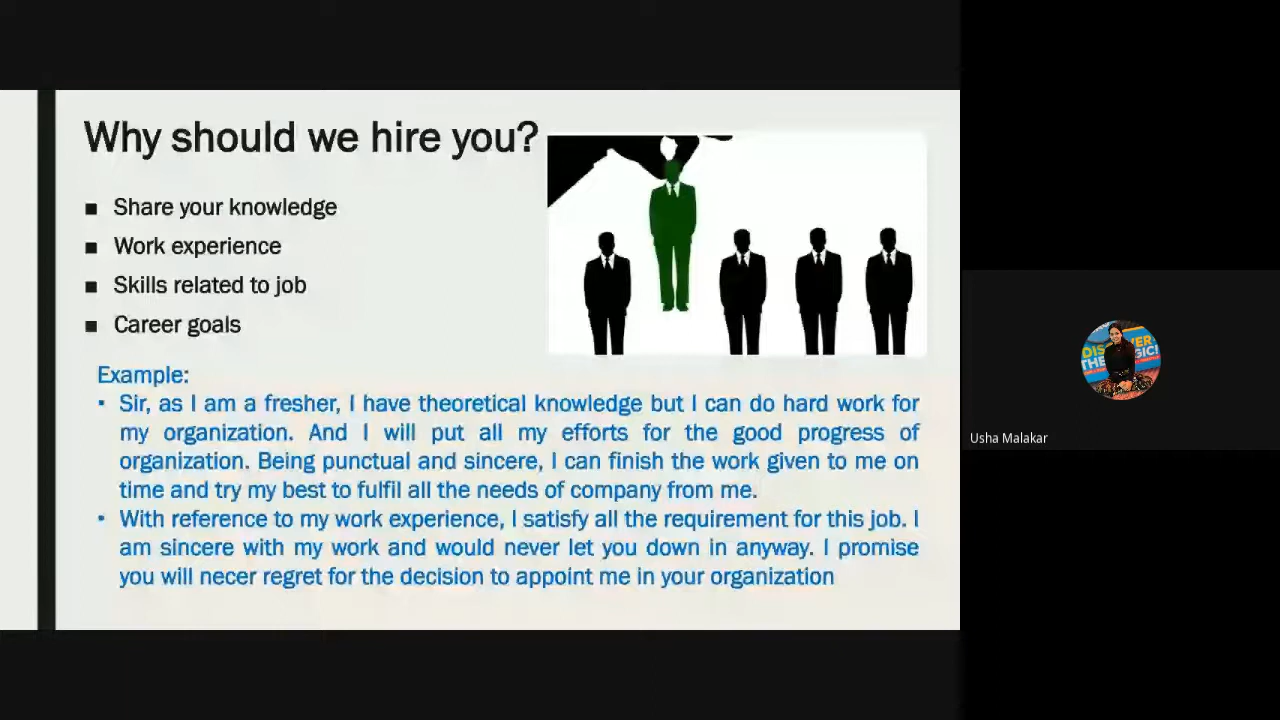 Why should we hire you?
■ Share your knowledge
■ Work experience
■ Skills related to job
■ Career goals
Example:
• Sir, as I am a fresher, I have theoretical knowledge but I can do hard work for
my organization. And I will put all my efforts for the good progress of
organization. Being punctual and sincere, I can finish the work given to me on
time and try my best to fulfil all the needs of company from me.
• With reference to my work experience, I satisfy all the requirement for this job. I
am sincere with my work and would never let you down in anyway. I promise
you will necer regret for the decision to appoint me in your organization
Usha Malakar